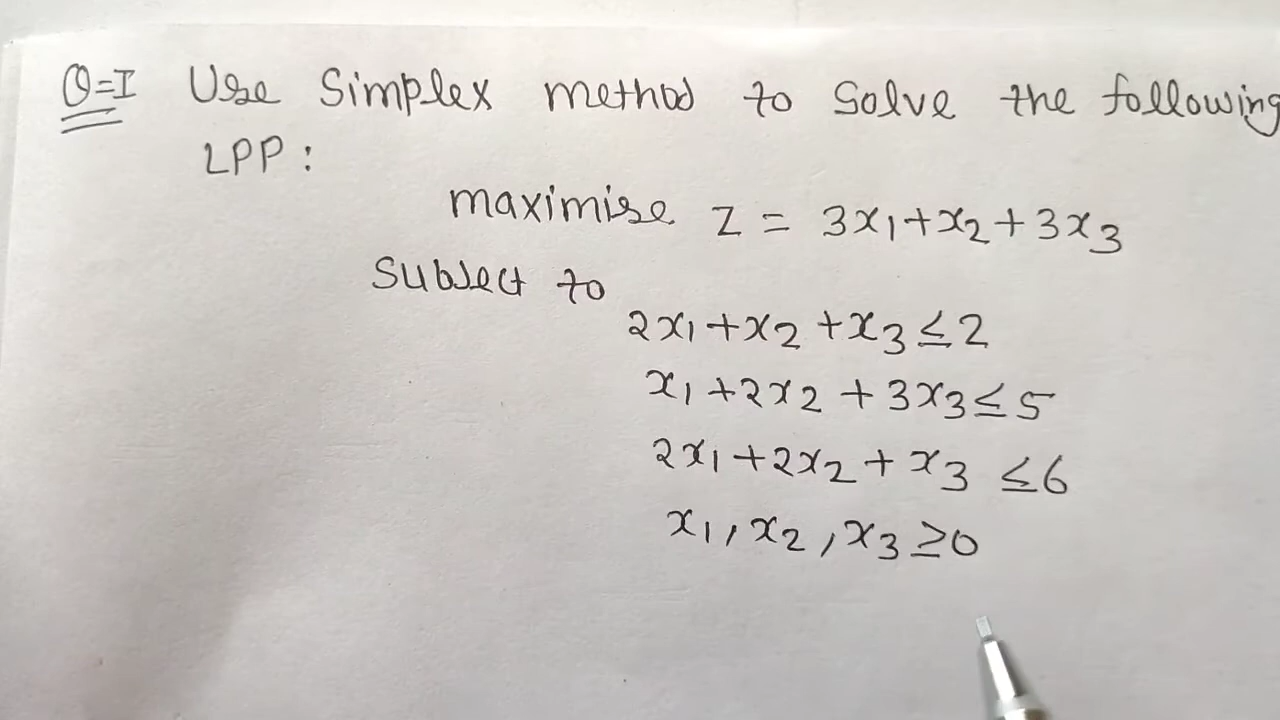 Q=I Use Simplex method to Solve the following
LPP:
maximise Z = 3x₁+x₂+3x₃
Subject to
2x₁+x₂+x₃≤2
x₁+2x₂+3x₃≤5
2x₁+2x₂+x₃≤6
x₁,x₂,x₃≥0